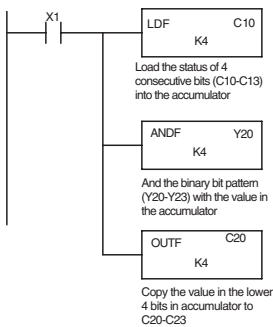 X1
LDF C10
K4
Load the status of 4
consecutive bits (C10-C13)
into the accumulator
ANDF Y20
K4
And the binary bit pattern
(Y20-Y23) with the value in
the accumulator
OUTF C20
K4
Copy the value in the lower
4 bits in accumulator to
C20-C23